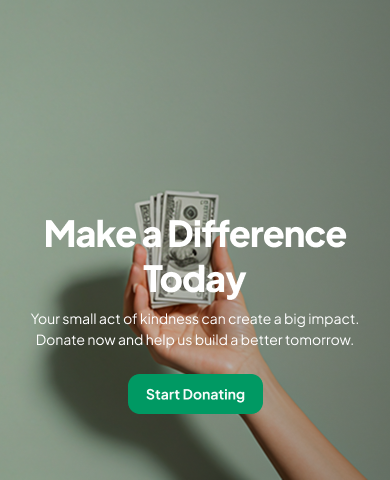 Make a Difference
Today
Your small act of kindness can create a big impact.
Donate now and help us build a better tomorrow.
Start Donating